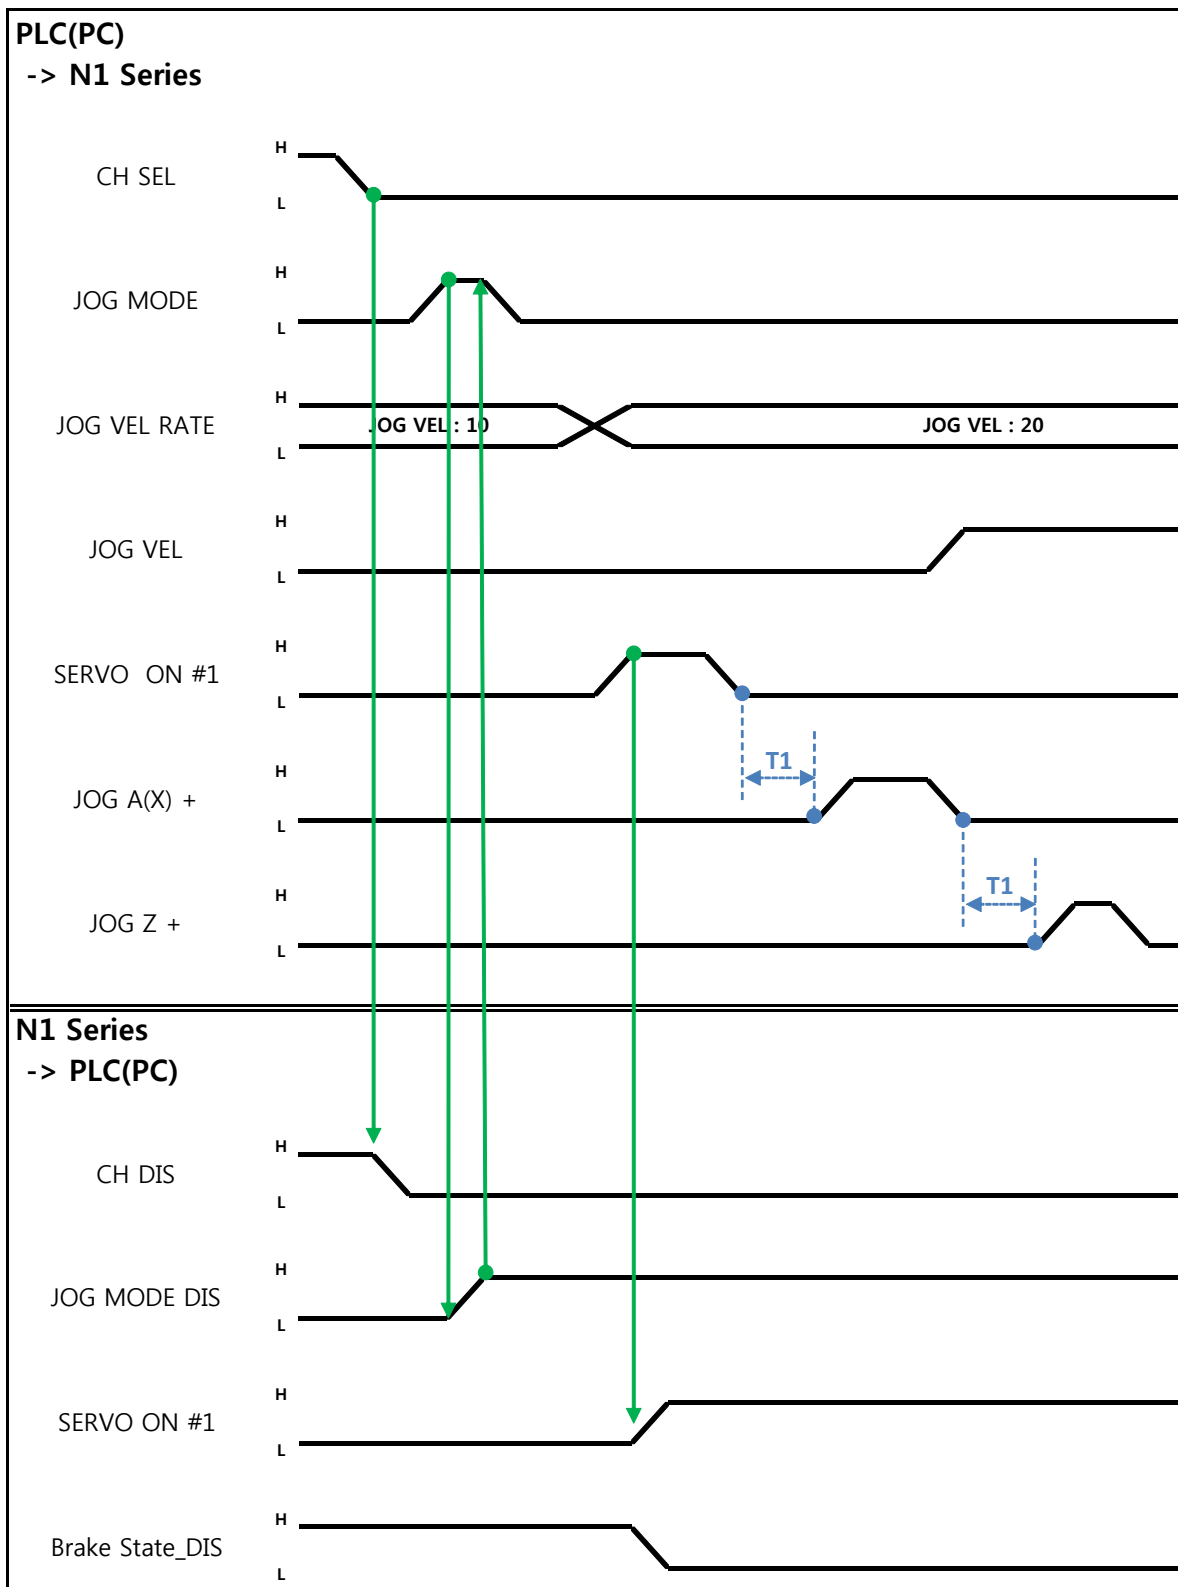 PLC(PC)
-> N1 Series
H
CH SEL
L
H
JOG MODE
L
H
JOG VEL RATE
JOG VEL : 10
JOG VEL : 20
L
H
JOG VEL
L
H
SERVO ON #1
L
T1
H
JOG A(X) +
L
T1
H
JOG Z +
L
N1 Series
-> PLC(PC)
H
CH DIS
L
H
JOG MODE DIS
L
H
SERVO ON #1
L
H
Brake State_DIS
L